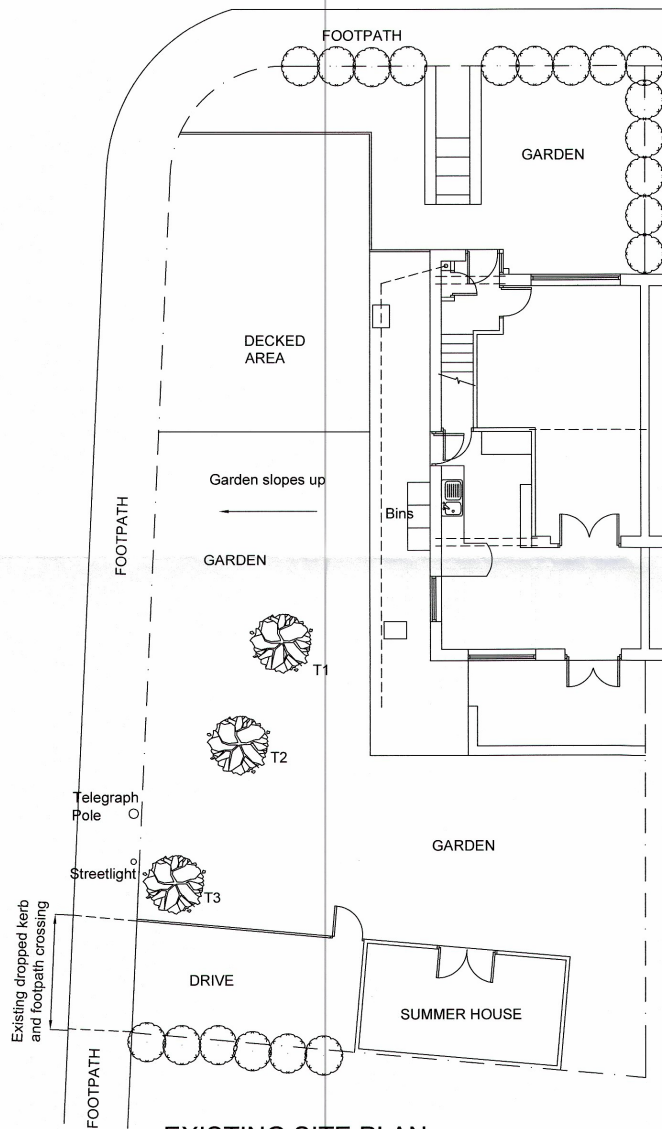 FOOTPATH
GARDEN
DECKED
AREA
Garden slopes up
FOOTPATH
Bins
GARDEN
T1
T2
Telegraph
Pole
GARDEN
Streetlight
T3
Existing dropped kerb
and footpath crossing
DRIVE
SUMMER HOUSE
FOOTPATH
EXISTING SITE PLAN